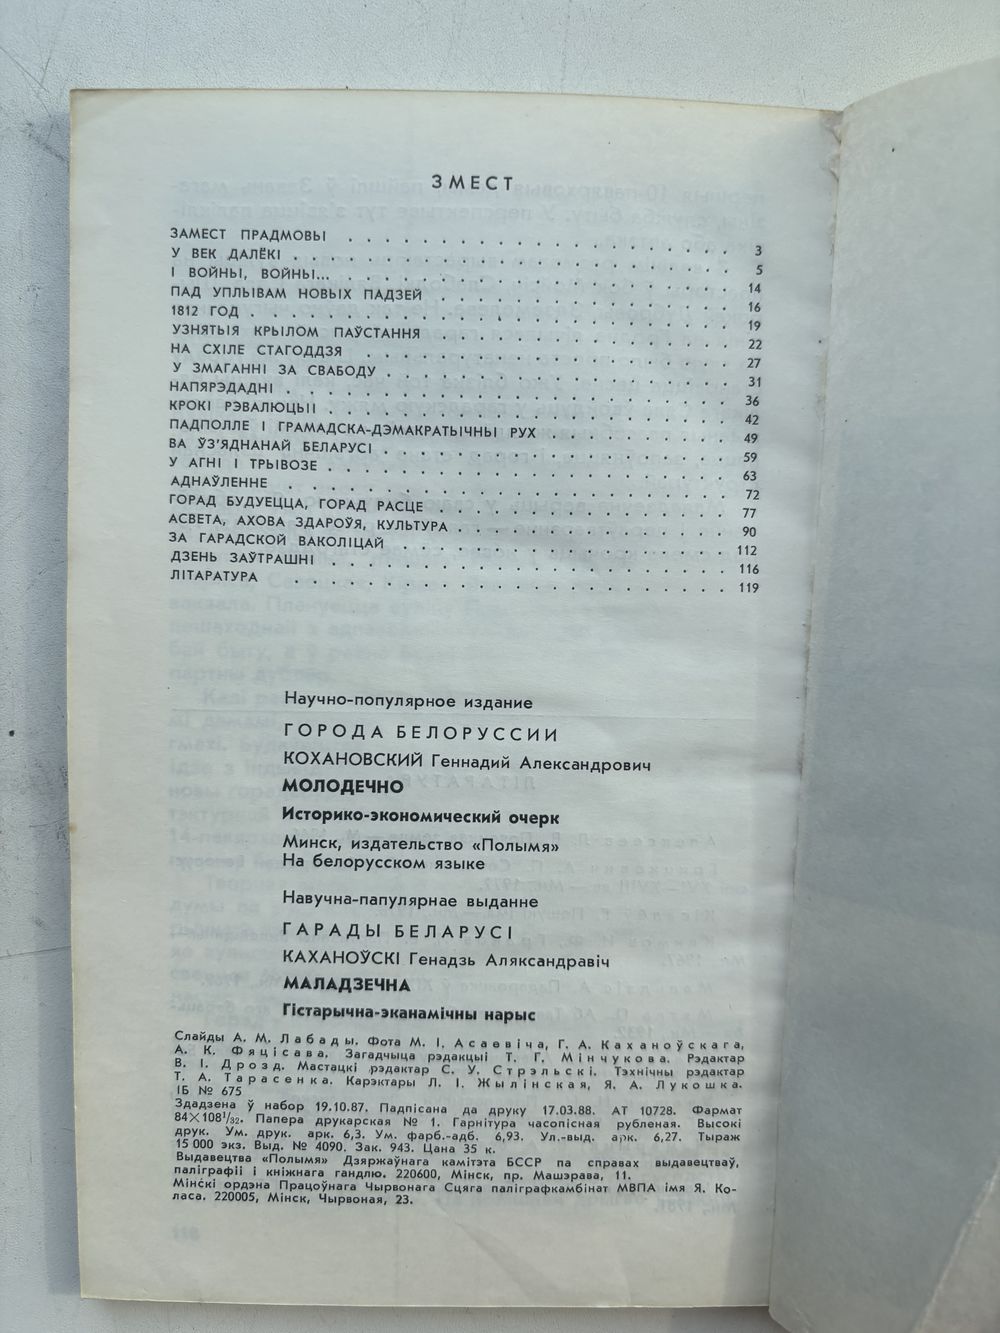 ЗМЕСТ
ЗАМЕСТ ПРАДМОВЫ . . . 3
У ВЕК ДАЛЁКІ . . . 5
І ВОЙНЫ, ВОЙНЫ... . . . 14
ПАД УПЛЫВАМ НОВЫХ ПАДЗЕЙ . . . 16
1812 ГОД . . . 19
УЗНЯТЫЯ КРЫЛОМ ПАЎСТАННЯ . . . 22
НА СХІЛЕ СТАГОДДЗЯ . . . 27
У ЗМАГАННІ ЗА СВАБОДУ . . . 31
НАПЯРЭДАДНІ . . . 36
КРОКІ РЭВАЛЮЦЫІ . . . 42
ПАДПОЛЛЕ І ГРАМАДСКА-ДЭМАКРАТЫЧНЫ РУХ . . . 49
ВА ЎЗ'ЯДНАНАЙ БЕЛАРУСІ . . . 59
У АГНІ І ТРЫВОЗЕ . . . 63
АДНАЎЛЕННЕ . . . 72
ГОРАД БУДУЕЦЦА, ГОРАД РАСЦЕ . . . 77
АСВЕТА, АХОВА ЗДАРОЎЯ, КУЛЬТУРА . . . 90
ЗА ГАРАДСКОЙ ВАКОЛІЦАЙ . . . 112
ДЗЕНЬ ЗАЎТРАШНІ . . . 116
ЛІТАРАТУРА . . . 119
Научно-популярное издание
ГОРОДА БЕЛОРУССИИ
КОХАНОВСКИЙ Геннадий Александрович
МОЛОДЕЧНО
Историко-экономический очерк
Минск, издательство «Полымя»
На белорусском языке
Навучна-папулярнае выданне
ГАРАДЫ БЕЛАРУСІ
КАХАНОЎСКІ Генадзь Аляксандравіч
МАЛАДЗЕЧНА
Гістарычна-эканамічны нарыс
Слайды А. М. Лабады. Фота М. І. Асаевіча, Г. А. Каханоўскага,
А. К. Фяцісава. Загадчыца рэдакцыі Т. Г. Мінчукова. Рэдактар
В. І. Дрозд. Мастацкі рэдактар С. У. Стрэльскі. Тэхнічны рэдактар
Т. А. Тарасенка. Карэктары Л. І. Жылінская, Я. А. Лукошка.
ІБ № 675
Здадзена ў набор 19.10.87. Падпісана да друку 17.03.88. АТ 10728. Фармат
84×108¹/₃₂. Папера друкарская № 1. Гарнітура часопісная рубленая. Высокі
друк. Ум. друк. арк. 6,3. Ум. фарб.-адб. 6,93. Ул.-выд. арк. 6,27. Тыраж
15 000 экз. Выд. № 4090. Зак. 943. Цана 35 к.
Выдавецтва «Полымя» Дзяржаўнага камітэта БССР па справах выдавецтваў,
паліграфіі і кніжнага гандлю. 220600, Мінск, пр. Машэрава, 11.
Мінскі ордэна Працоўнага Чырвонага Сцяга паліграфкамбінат МВПА імя Я. Ко-
ласа. 220005, Мінск, Чырвоная, 23.